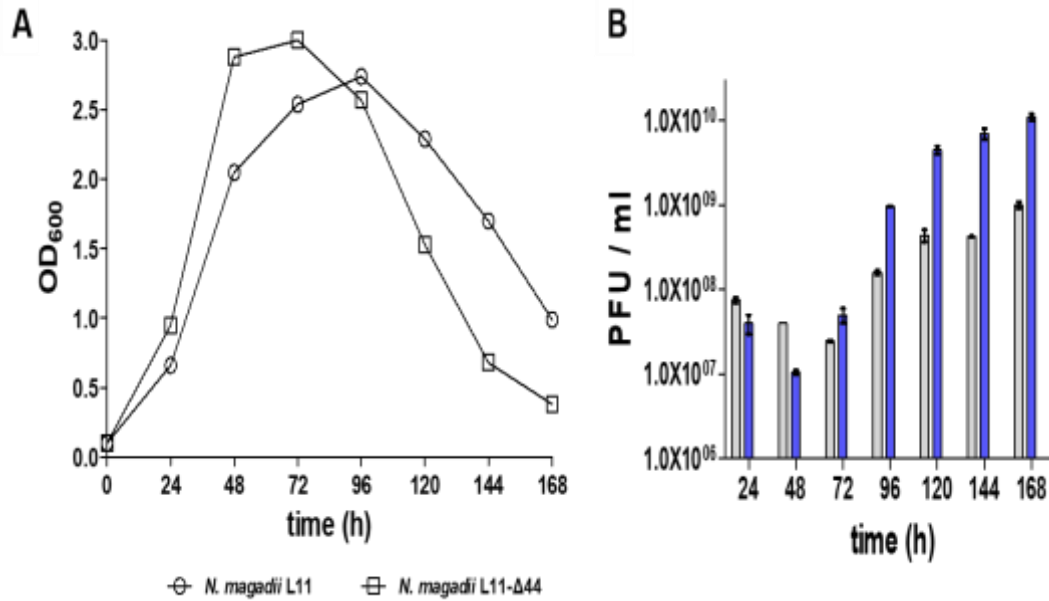 A
3.0
2.5
2.0
1.5
1.0
0.5
0.0
OD600
0 24 48 72 96 120 144 168
time (h)
N. magadii L11 N. magadii L11-Δ44
B
1.0X10^10
1.0X10^09
1.0X10^08
1.0X10^07
1.0X10^06
PFU / ml
24 48 72 96 120 144 168
time (h)